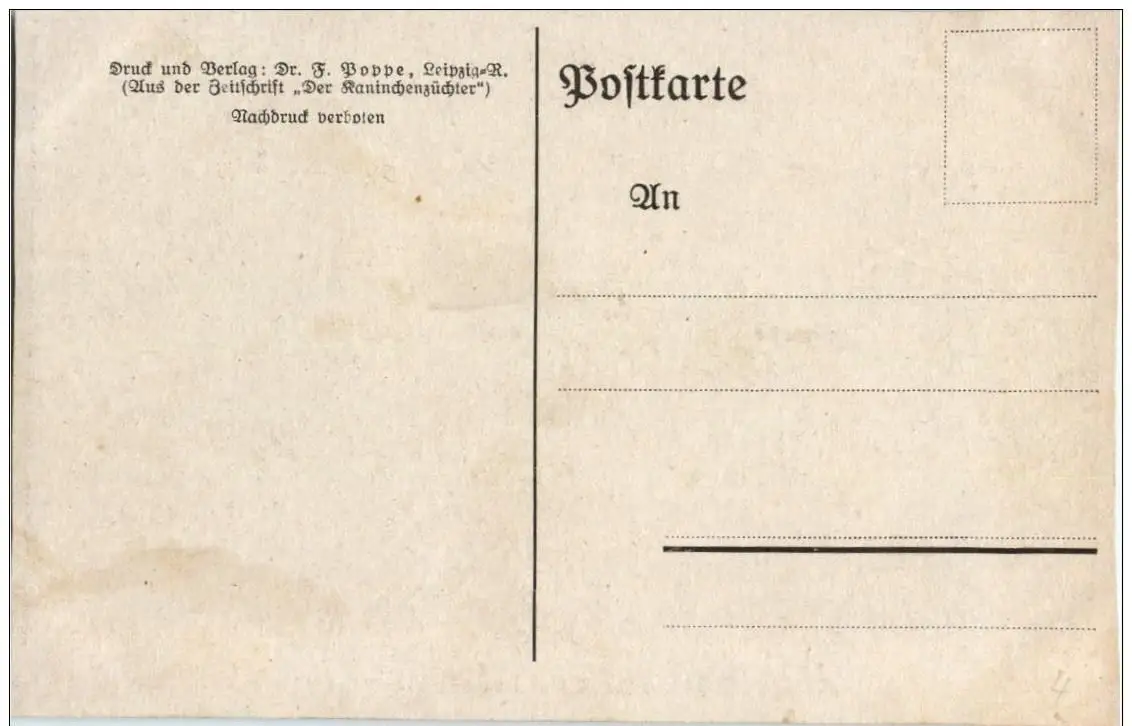 Druck und Verlag: Dr. F. Poppe, Leipzig-R.
(Aus der Zeitschrift „Der Kaninchenzüchter“)
Nachdruck verboten
Postkarte
An
4